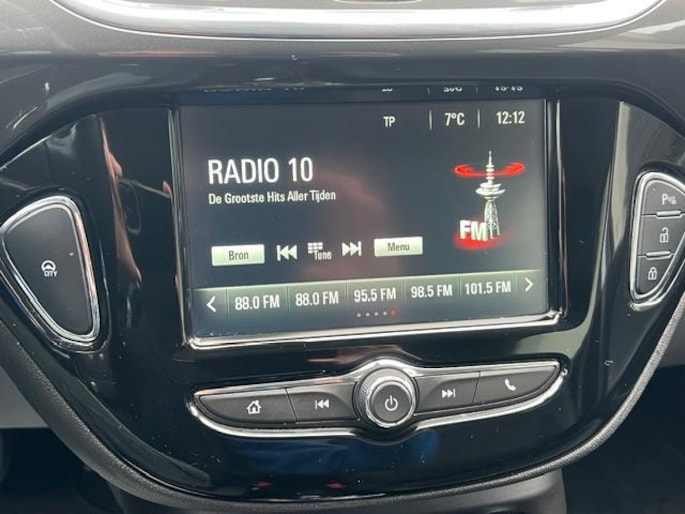 TP 7°C 12:12
RADIO 10
De Grootste Hits Aller Tijden
FM
Bron Tune Menu
88.0 FM 88.0 FM 95.5 FM 98.5 FM 101.5 FM
CITY
P